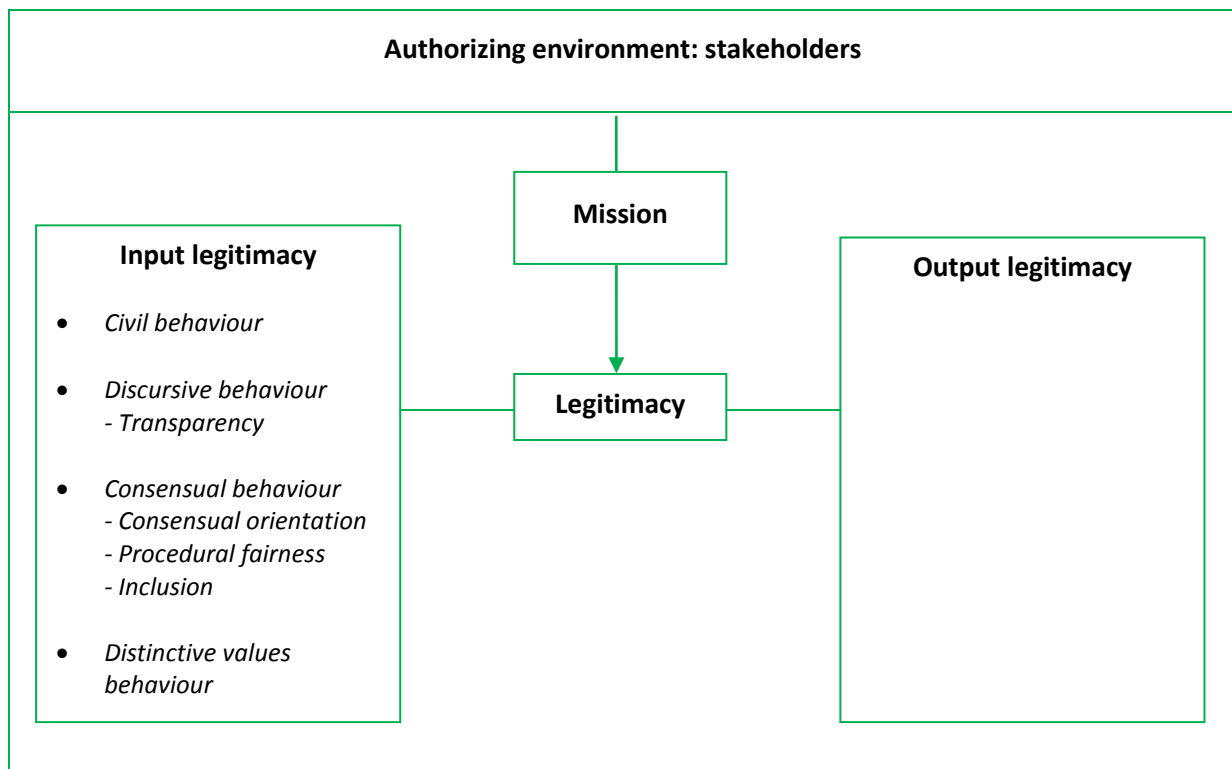 Authorizing environment: stakeholders
Mission
Input legitimacy
• Civil behaviour
• Discursive behaviour
- Transparency
• Consensual behaviour
- Consensual orientation
- Procedural fairness
- Inclusion
• Distinctive values
behaviour
Legitimacy
Output legitimacy